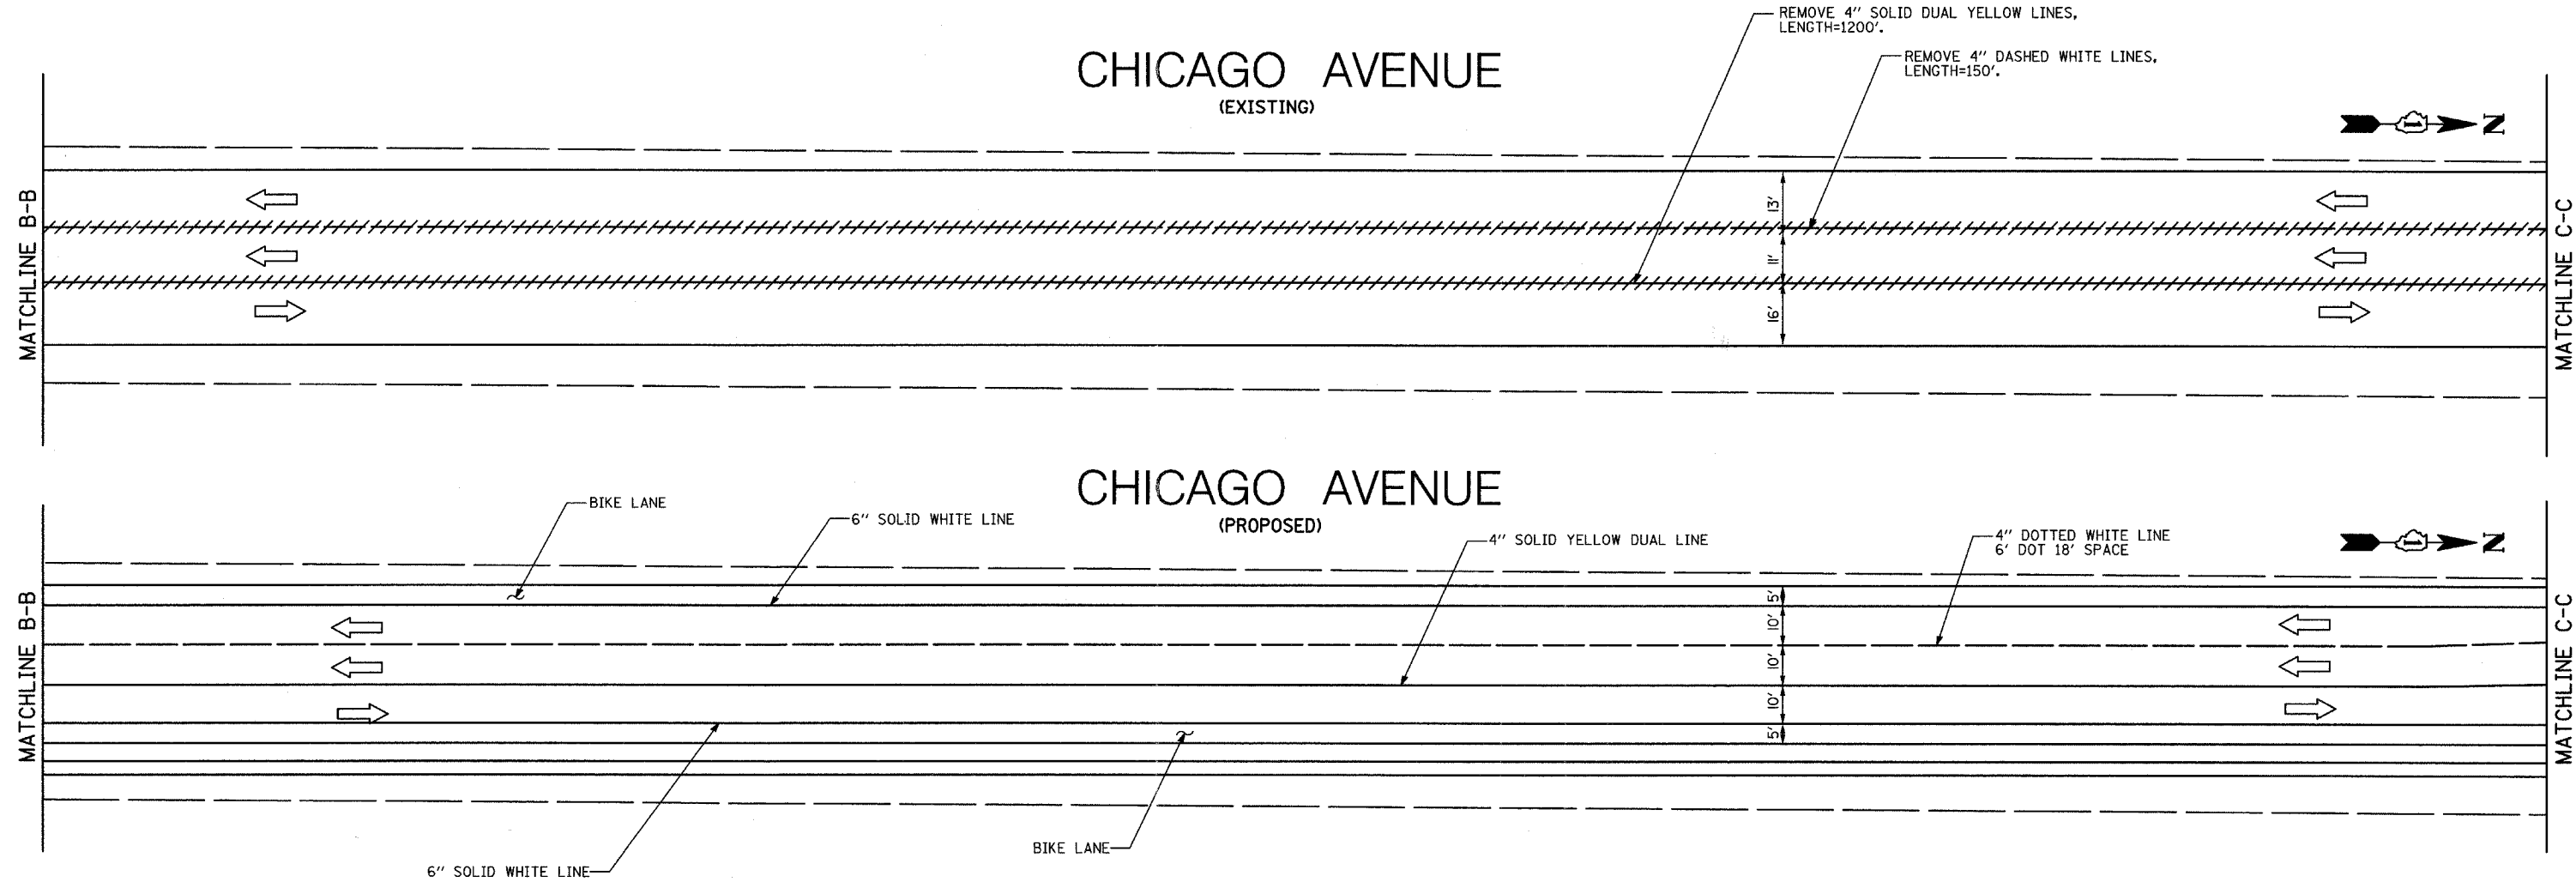 REMOVE 4" SOLID DUAL YELLOW LINES,
LENGTH=1200'.
CHICAGO AVENUE
(EXISTING)
REMOVE 4" DASHED WHITE LINES,
LENGTH=150'.
N
MATCHLINE B-B
13'
11'
16'
MATCHLINE C-C
CHICAGO AVENUE
(PROPOSED)
BIKE LANE
6" SOLID WHITE LINE
4" SOLID YELLOW DUAL LINE
4" DOTTED WHITE LINE
6' DOT 18' SPACE
N
MATCHLINE B-B
5'
10'
10'
10'
5'
MATCHLINE C-C
BIKE LANE
6" SOLID WHITE LINE